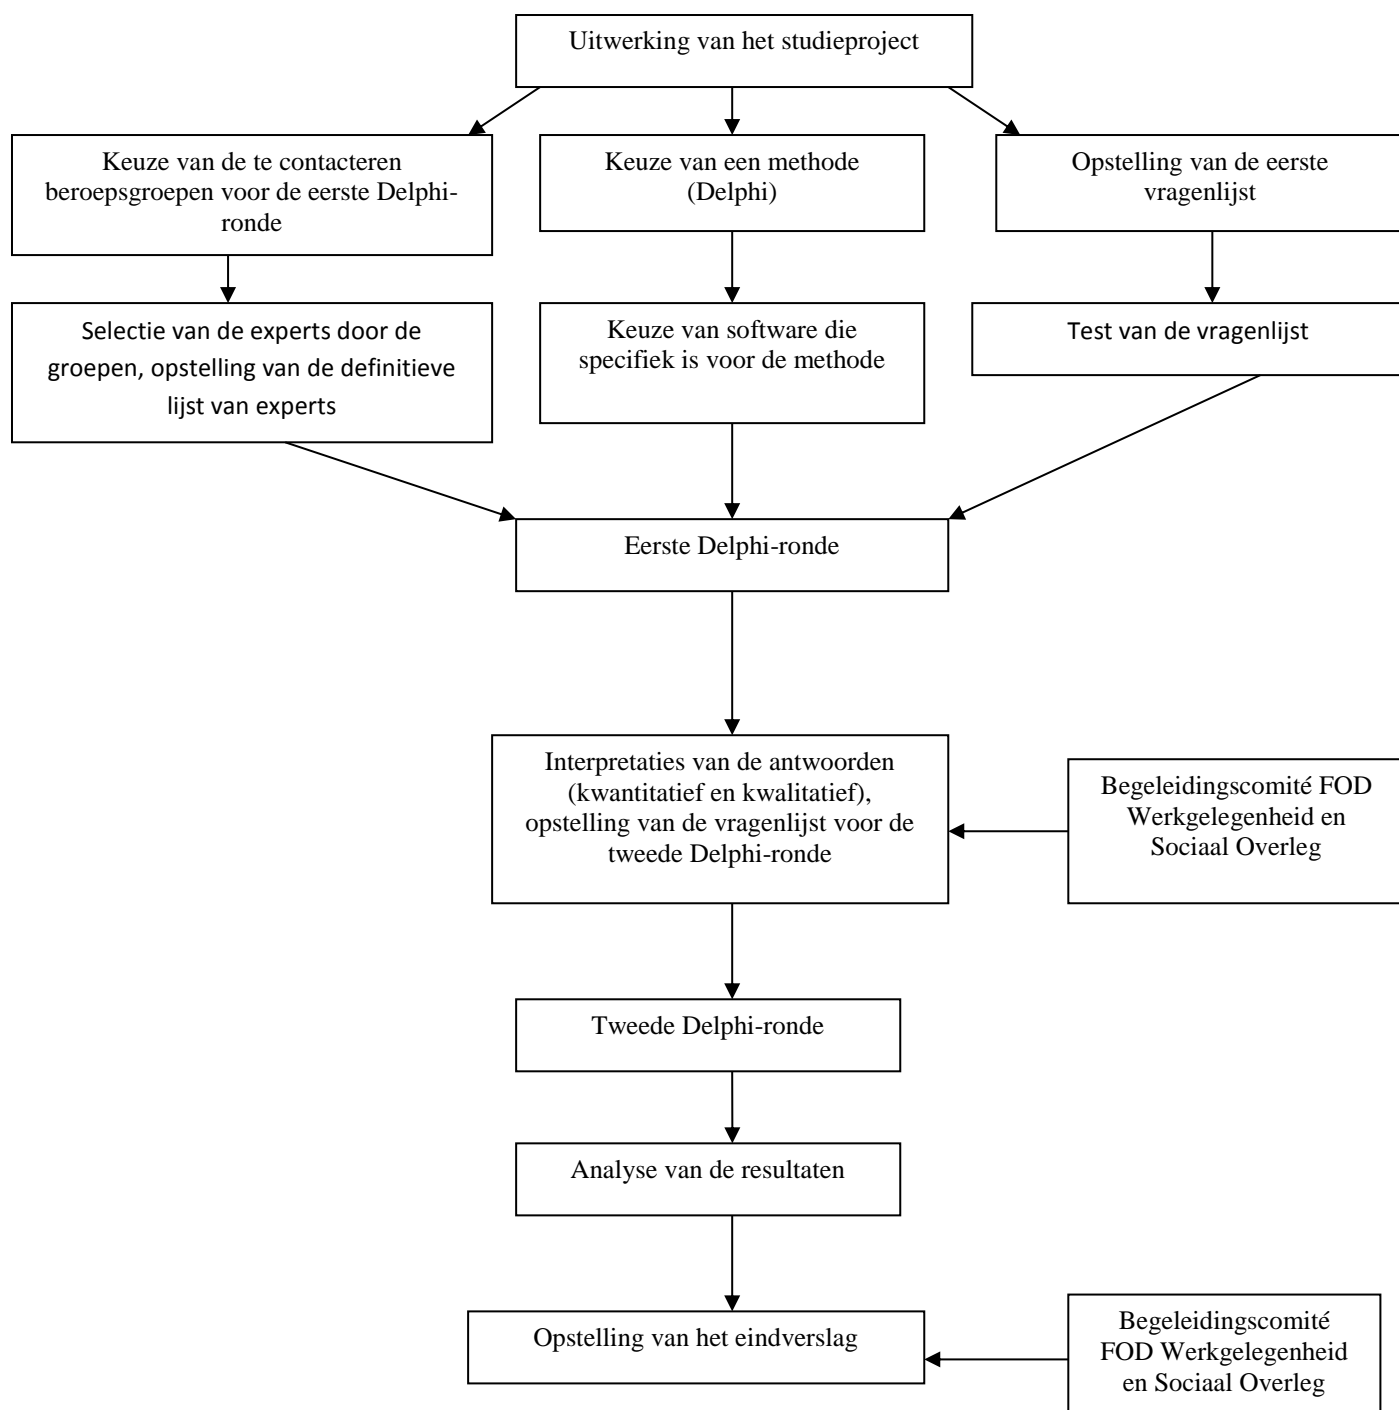 Uitwerking van het studieproject
Keuze van de te contacteren
beroepsgroepen voor de eerste Delphi-
ronde
Keuze van een methode
(Delphi)
Opstelling van de eerste
vragenlijst
Selectie van de experts door de
groepen, opstelling van de definitieve
lijst van experts
Keuze van software die
specifiek is voor de methode
Test van de vragenlijst
Eerste Delphi-ronde
Interpretaties van de antwoorden
(kwantitatief en kwalitatief),
opstelling van de vragenlijst voor de
tweede Delphi-ronde
Begeleidingscomité FOD
Werkgelegenheid en
Sociaal Overleg
Tweede Delphi-ronde
Analyse van de resultaten
Opstelling van het eindverslag
Begeleidingscomité
FOD Werkgelegenheid
en Sociaal Overleg